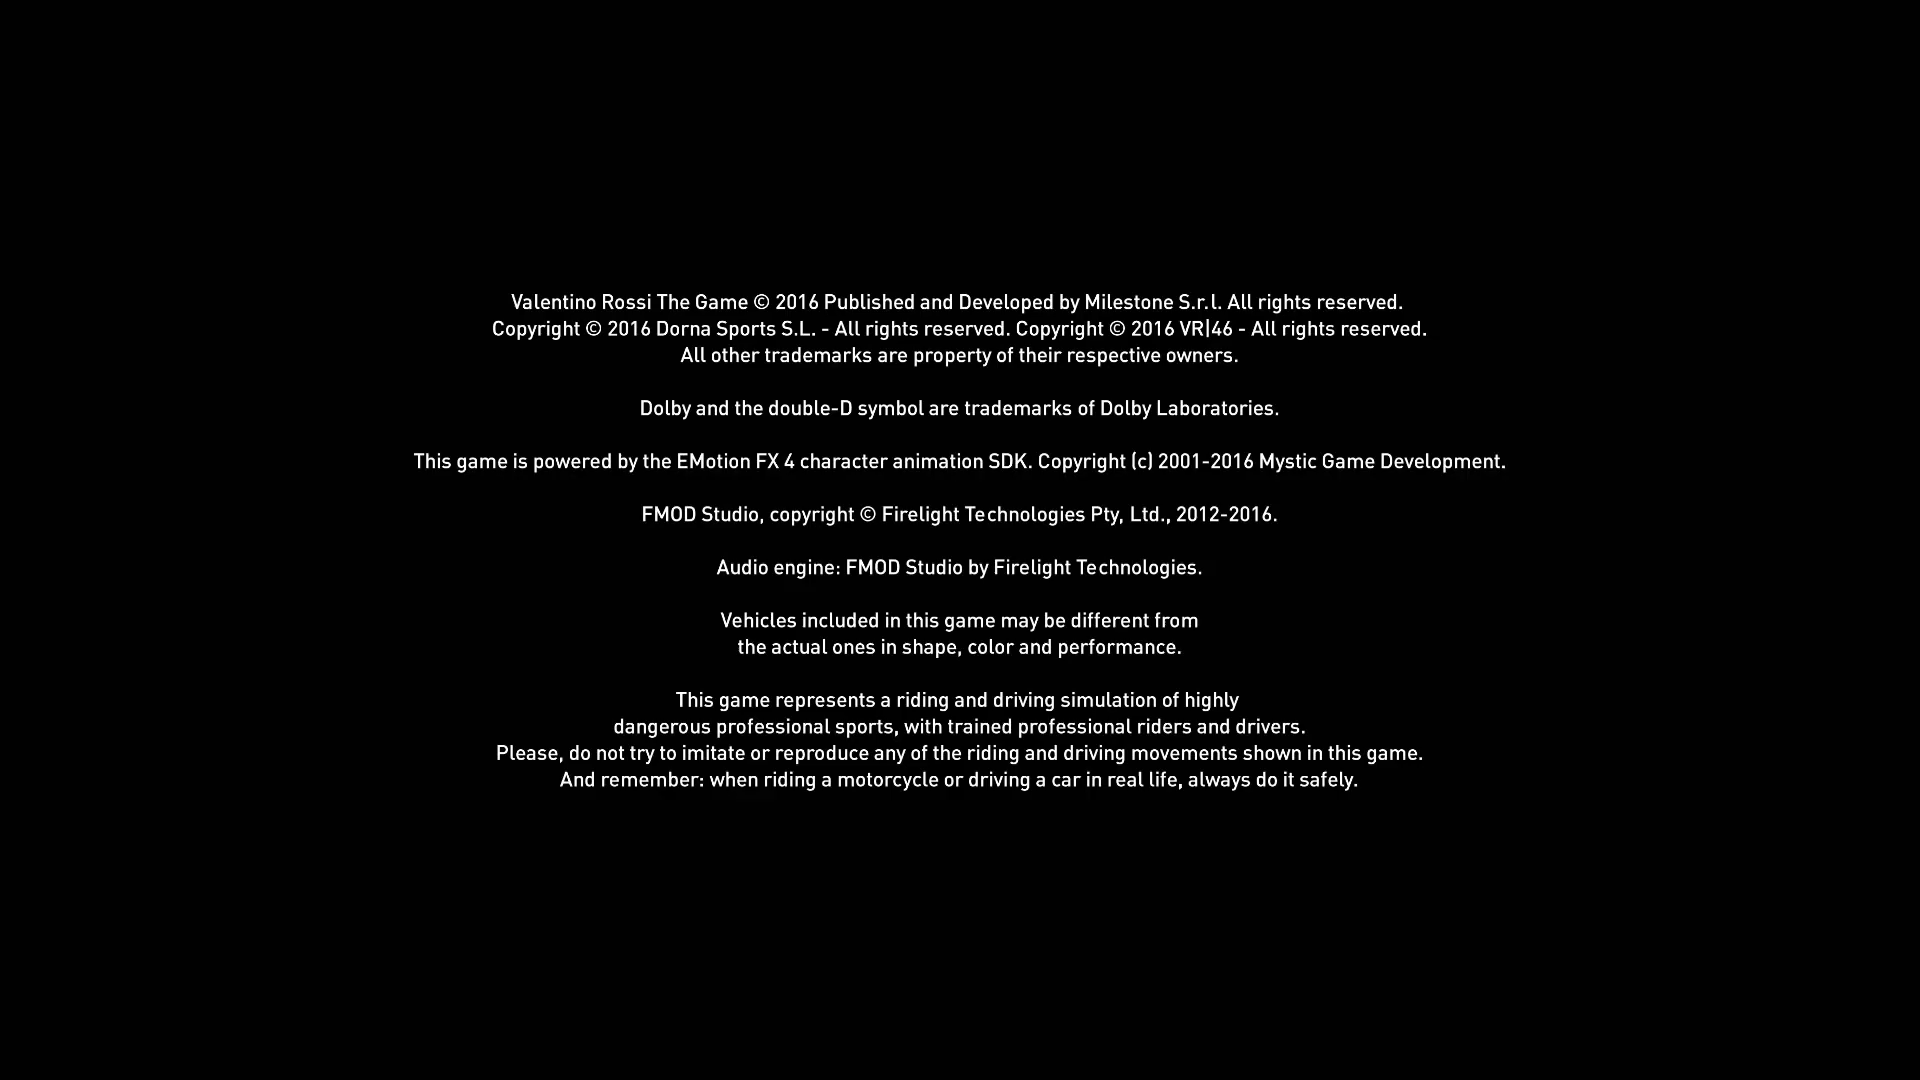 Valentino Rossi The Game © 2016 Published and Developed by Milestone S.r.l. All rights reserved.
Copyright © 2016 Dorna Sports S.L. - All rights reserved. Copyright © 2016 VR|46 - All rights reserved.
All other trademarks are property of their respective owners.
Dolby and the double-D symbol are trademarks of Dolby Laboratories.
This game is powered by the EMotion FX 4 character animation SDK. Copyright (c) 2001-2016 Mystic Game Development.
FMOD Studio, copyright © Firelight Technologies Pty, Ltd., 2012-2016.
Audio engine: FMOD Studio by Firelight Technologies.
Vehicles included in this game may be different from
the actual ones in shape, color and performance.
This game represents a riding and driving simulation of highly
dangerous professional sports, with trained professional riders and drivers.
Please, do not try to imitate or reproduce any of the riding and driving movements shown in this game.
And remember: when riding a motorcycle or driving a car in real life, always do it safely.